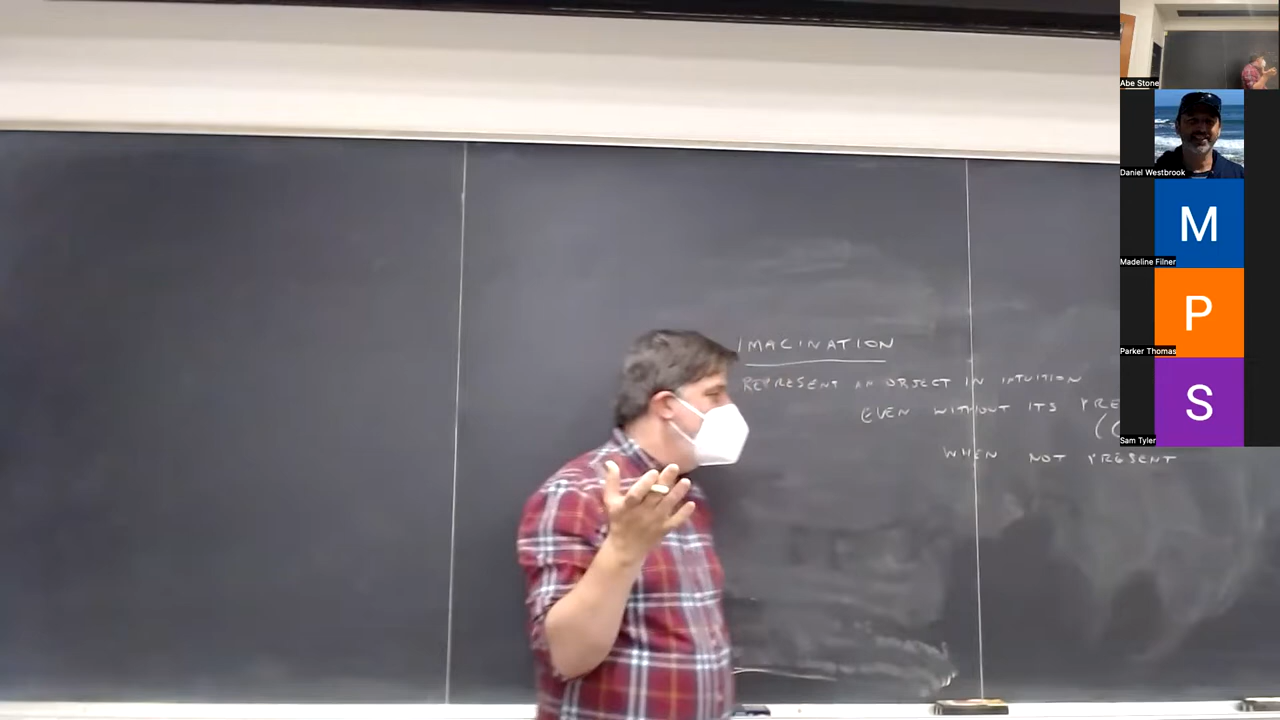 IMAGINATION
REPRESENT AN OBJECT IN INTUITION
EVEN WITHOUT ITS
WHEN NOT PRESENT
Abe Stone
Daniel Westbrook
M
Madeline Filner
P
Parker Thomas
S
Sam Tyler